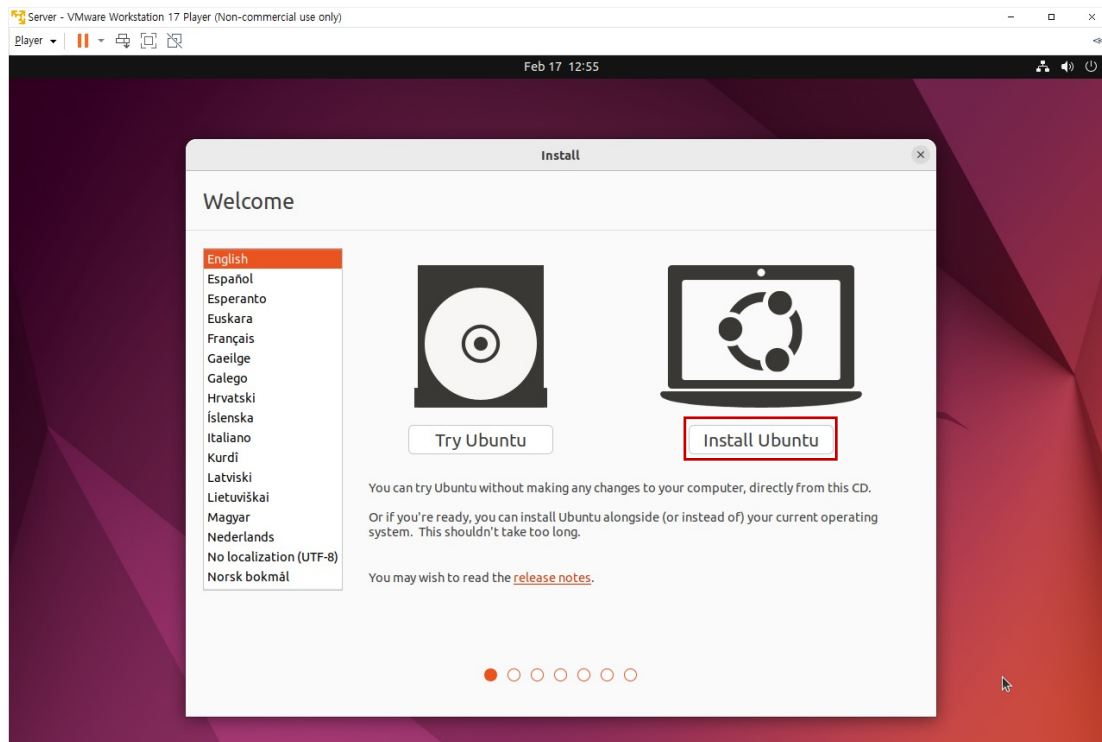 Server - VMware Workstation 17 Player (Non-commercial use only)
Player
Feb 17 12:55
Install
Welcome
English
Español
Esperanto
Euskara
Français
Gaeilge
Galego
Hrvatski
Íslenska
Italiano
Kurdî
Latviski
Lietuviškai
Magyar
Nederlands
No localization (UTF-8)
Norsk bokmål
Try Ubuntu
Install Ubuntu
You can try Ubuntu without making any changes to your computer, directly from this CD.
Or if you're ready, you can install Ubuntu alongside (or instead of) your current operating
system. This shouldn't take too long.
You may wish to read the release notes.